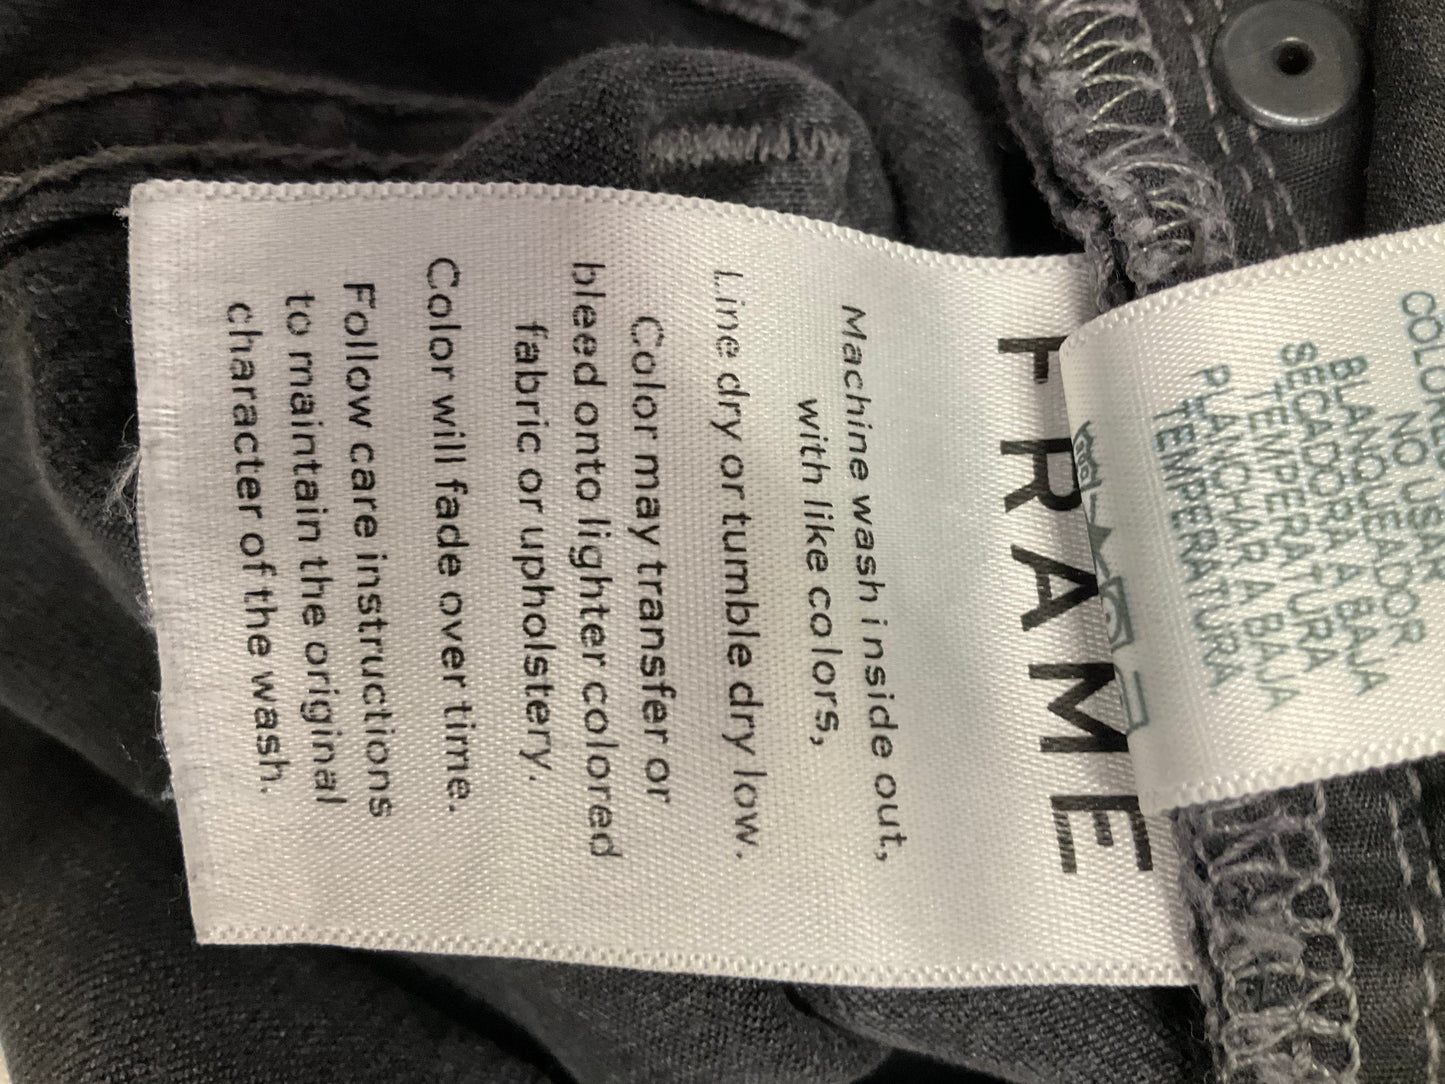 FRAME
Machine wash inside out,
with like colors,
Line dry or tumble dry low.
Color may transfer or
bleed onto lighter colored
fabric or upholstery.
Color will fade over time.
Follow care instructions
to maintain the original
character of the wash.
COLORES
NO USAR
BLANQUEADOR,
SECADORA A BAJA
TEMPERATURA
PLANCHAR A BAJA
TEMPERATURA